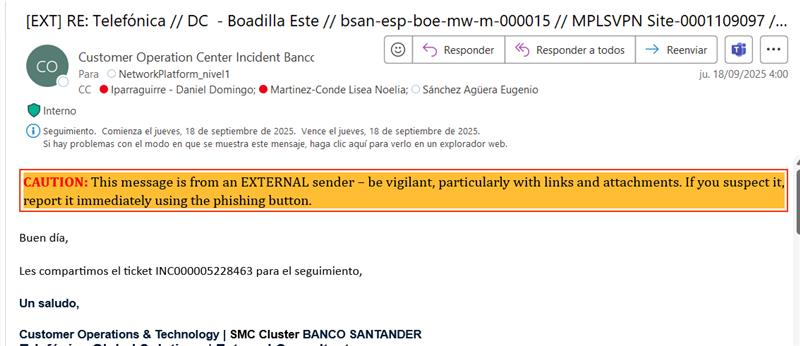 [EXT] RE: Telefónica // DC - Boadilla Este // bsan-esp-boe-mw-m-000015 // MPLSVPN Site-0001109097 /...
CO
Customer Operation Center Incident Banco
Responder
Responder a todos
Reenviar
Para NetworkPlatform_nivel1
ju. 18/09/2025 4:00
CC Iparraguirre - Daniel Domingo; Martinez-Conde Lisea Noelia; Sánchez Agüera Eugenio
Interno
Seguimiento. Comienza el jueves, 18 de septiembre de 2025. Vence el jueves, 18 de septiembre de 2025.
Si hay problemas con el modo en que se muestra este mensaje, haga clic aquí para verlo en un explorador web.
CAUTION: This message is from an EXTERNAL sender – be vigilant, particularly with links and attachments. If you suspect it,
report it immediately using the phishing button.
Buen día,
Les compartimos el ticket INC000005228463 para el seguimiento,
Un saludo,
Customer Operations & Technology | SMC Cluster BANCO SANTANDER